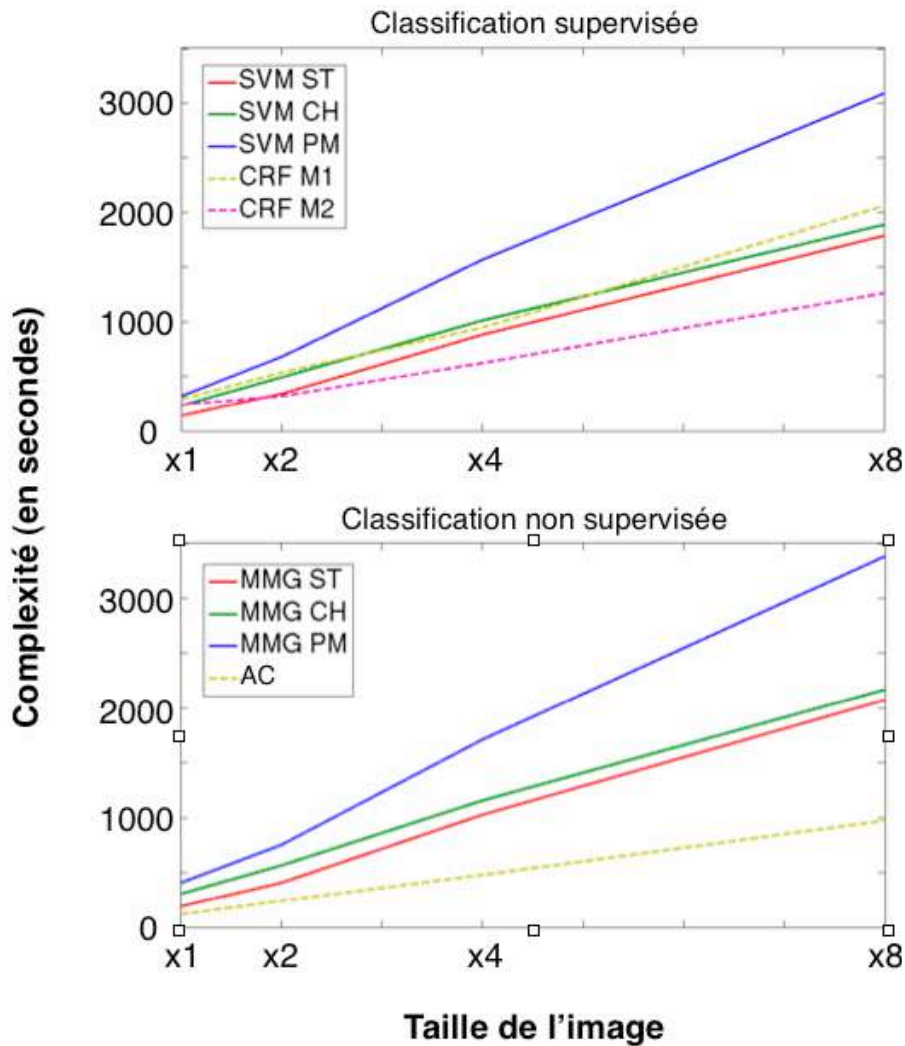 Classification supervisée
SVM ST
SVM CH
SVM PM
CRF M1
CRF M2
3000
2000
1000
0
x1 x2 x4 x8
Complexité (en secondes)
Classification non supervisée
MMG ST
MMG CH
MMG PM
AC
3000
2000
1000
0
x1 x2 x4 x8
Taille de l'image